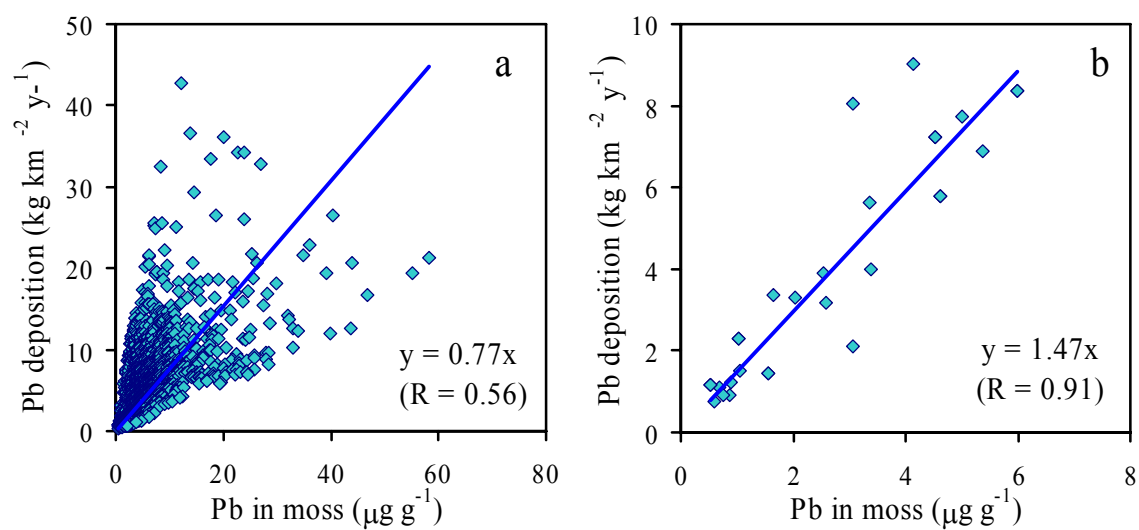 50
40
30
20
10
0
Pb deposition (kg km⁻² y-¹)
a
y = 0.77x
(R = 0.56)
0 20 40 60 80
Pb in moss (μg g⁻¹)
10
8
6
4
2
0
Pb deposition (kg km⁻² y⁻¹)
b
y = 1.47x
(R = 0.91)
0 2 4 6 8
Pb in moss (μg g⁻¹)